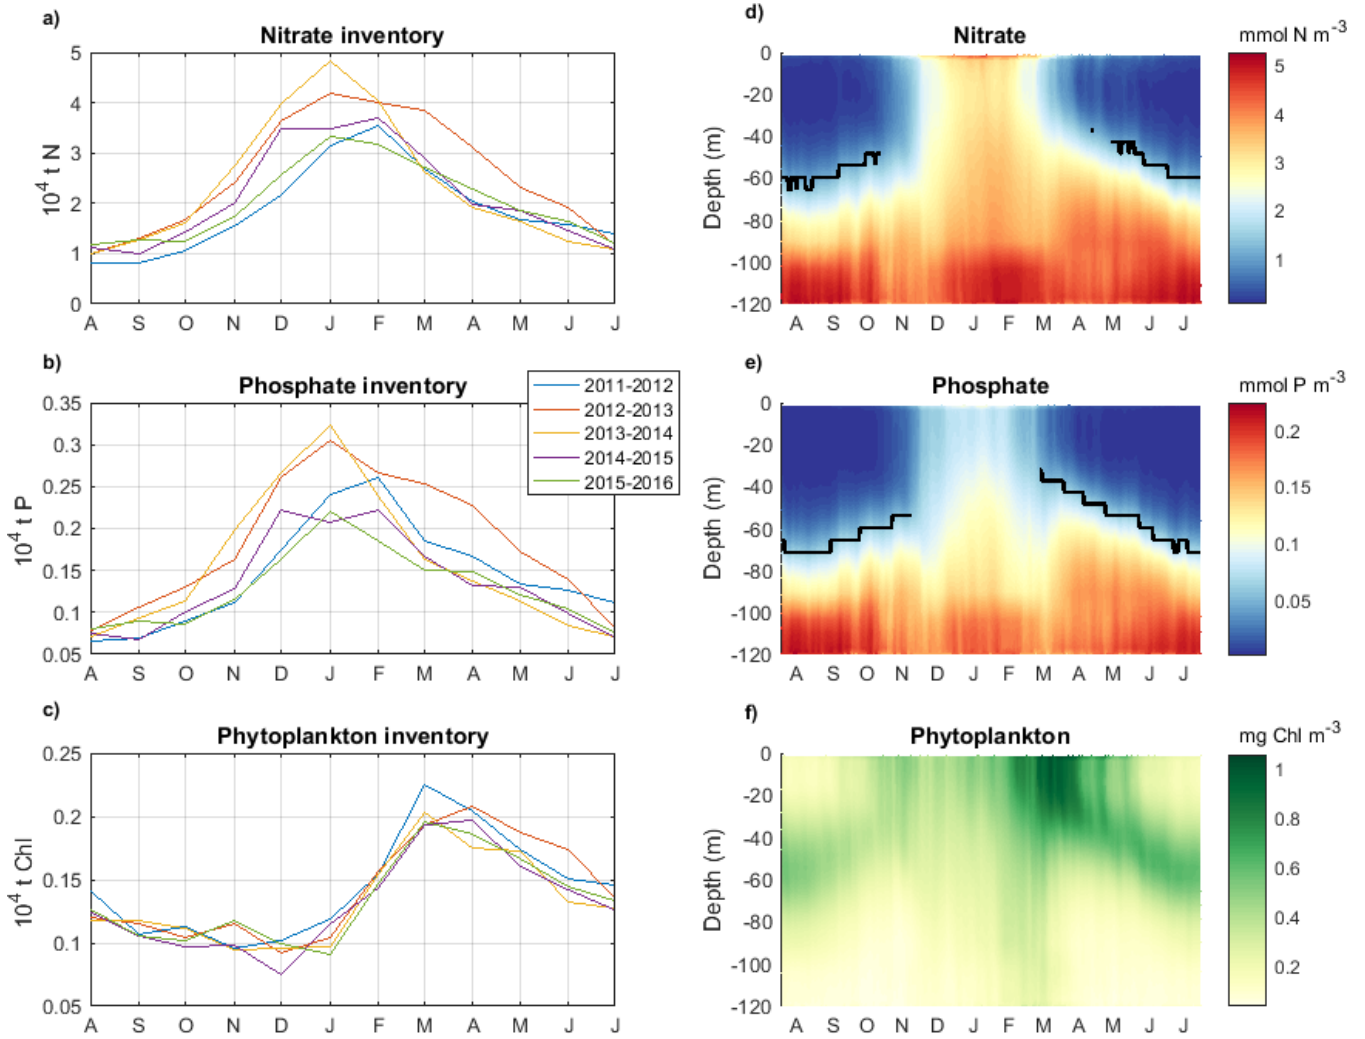 a)
Nitrate inventory
10⁴ t N
5
4
3
2
1
0
A S O N D J F M A M J J
b)
Phosphate inventory
10⁴ t P
0.35
0.3
0.25
0.2
0.15
0.1
0.05
A S O N D J F M A M J J
2011-2012
2012-2013
2013-2014
2014-2015
2015-2016
c)
Phytoplankton inventory
10⁴ t Chl
0.25
0.2
0.15
0.1
0.05
A S O N D J F M A M J J
d)
Nitrate
mmol N m⁻³
Depth (m)
0
-20
-40
-60
-80
-100
-120
A S O N D J F M A M J J
5
4
3
2
1
e)
Phosphate
mmol P m⁻³
Depth (m)
0
-20
-40
-60
-80
-100
-120
A S O N D J F M A M J J
0.2
0.15
0.1
0.05
f)
Phytoplankton
mg Chl m⁻³
Depth (m)
0
-20
-40
-60
-80
-100
-120
A S O N D J F M A M J J
1
0.8
0.6
0.4
0.2